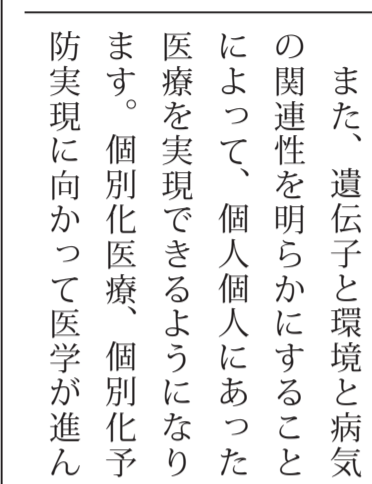 また、遺伝子と環境と病気
の関連性を明らかにすること
によって、個人個人にあった
医療を実現できるようになり
ます。個別化医療、個別化予
防実現に向かって医学が進ん